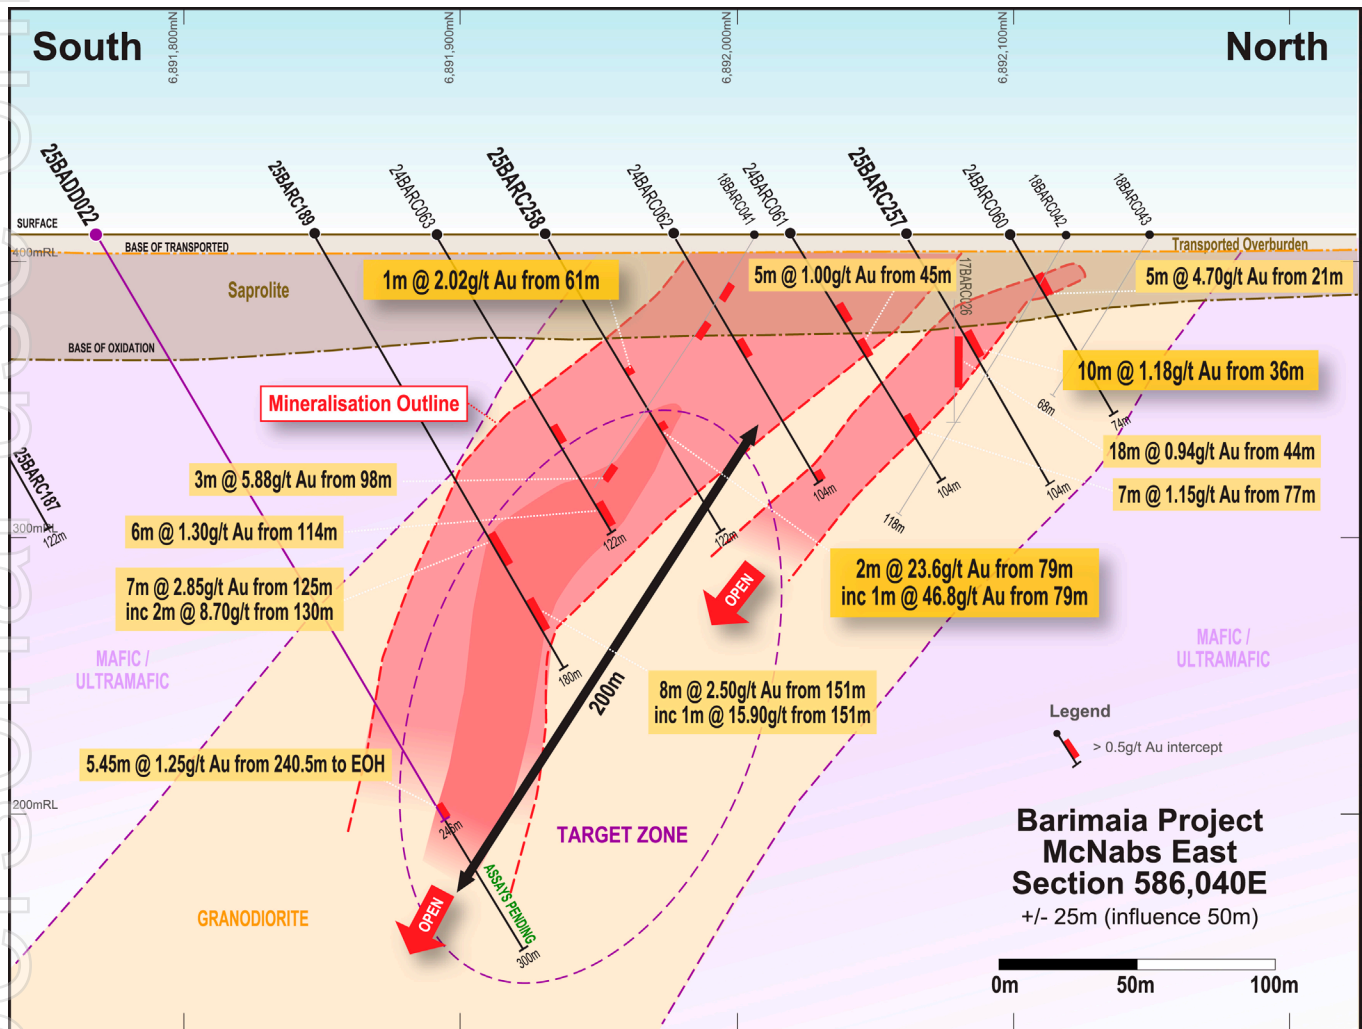 South
North
6,891,800mN
6,891,900mN
6,892,000mN
6,892,100mN
25BADD022
25BARC189
24BARC063
25BARC258
24BARC062
18BARC041
24BARC061
25BARC257
24BARC060
18BARC042
18BARC043
SURFACE
BASE OF TRANSPORTED
Transported Overburden
400mRL
Saprolite
1m @ 2.02g/t Au from 61m
5m @ 1.00g/t Au from 45m
17BARC026
5m @ 4.70g/t Au from 21m
BASE OF OXIDATION
10m @ 1.18g/t Au from 36m
Mineralisation Outline
68m
74m
25BARC187
122m
18m @ 0.94g/t Au from 44m
3m @ 5.88g/t Au from 98m
104m
104m
104m
7m @ 1.15g/t Au from 77m
118m
300mRL
6m @ 1.30g/t Au from 114m
122m
122m
2m @ 23.6g/t Au from 79m
inc 1m @ 46.8g/t Au from 79m
7m @ 2.85g/t Au from 125m
inc 2m @ 8.70g/t from 130m
OPEN
MAFIC /
ULTRAMAFIC
MAFIC /
ULTRAMAFIC
180m
200m
8m @ 2.50g/t Au from 151m
inc 1m @ 15.90g/t from 151m
Legend
> 0.5g/t Au intercept
5.45m @ 1.25g/t Au from 240.5m to EOH
200mRL
246m
TARGET ZONE
Barimaia Project
McNabs East
Section 586,040E
+/- 25m (influence 50m)
ASSAYS PENDING
OPEN
GRANODIORITE
300m
0m
50m
100m